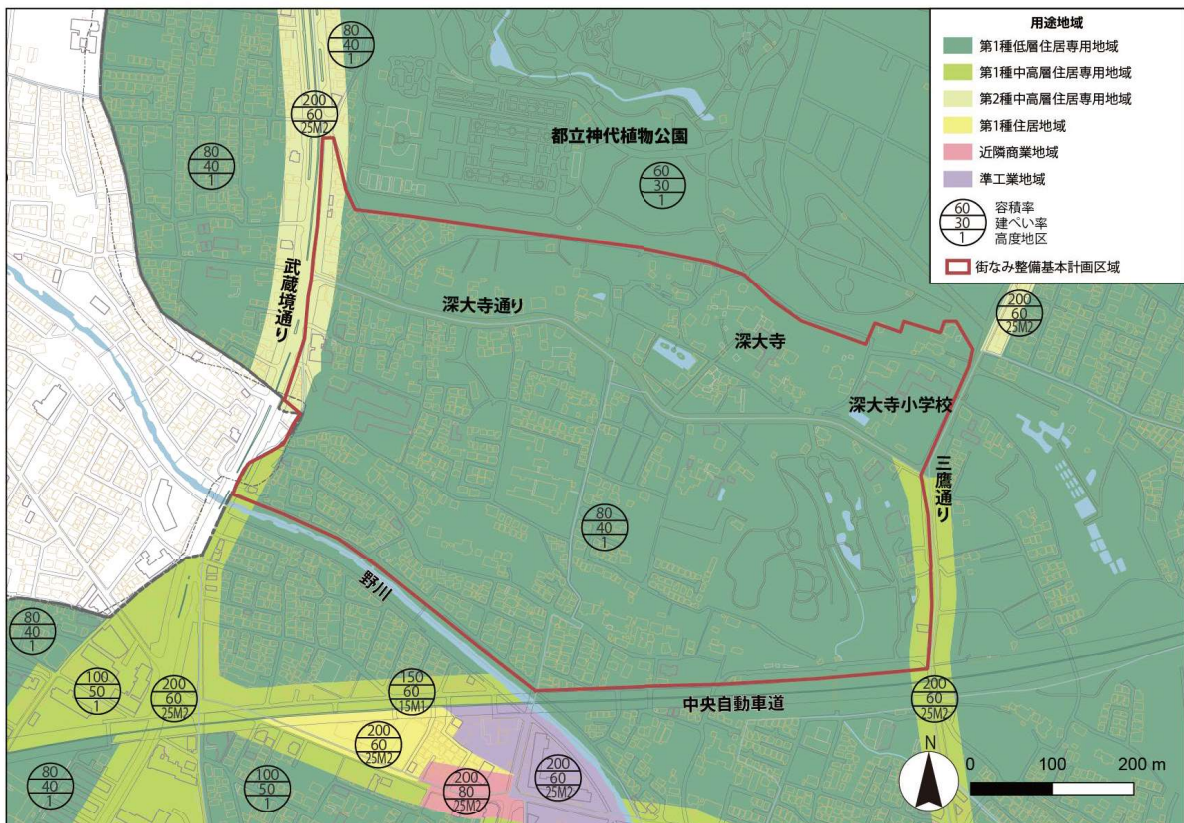 用途地域
第1種低層住居専用地域
第1種中高層住居専用地域
第2種中高層住居専用地域
第1種住居地域
近隣商業地域
準工業地域
60
30
1
容積率
建ぺい率
高度地区
街なみ整備基本計画区域
80
40
1
200
60
25M2
都立神代植物公園
80
40
1
60
30
1
武蔵境通り
深大寺通り
深大寺
200
60
25M2
深大寺小学校
三鷹通り
80
40
1
野川
80
40
1
100
50
1
200
60
25M2
150
60
15M1
中央自動車道
200
60
25M2
200
60
25M2
80
40
1
100
50
1
200
80
25M2
200
60
25M2
N
0 100 200 m